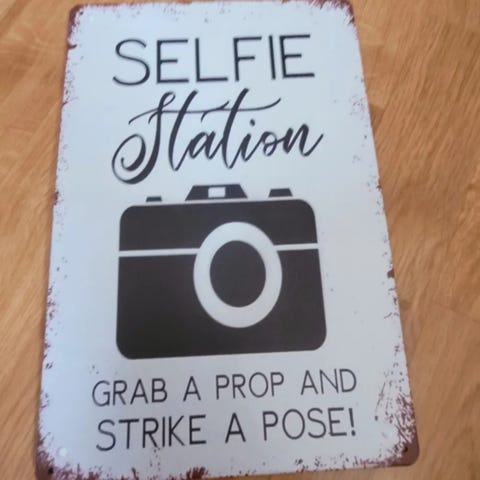 SELFIE
Station
GRAB A PROP AND
STRIKE A POSE!